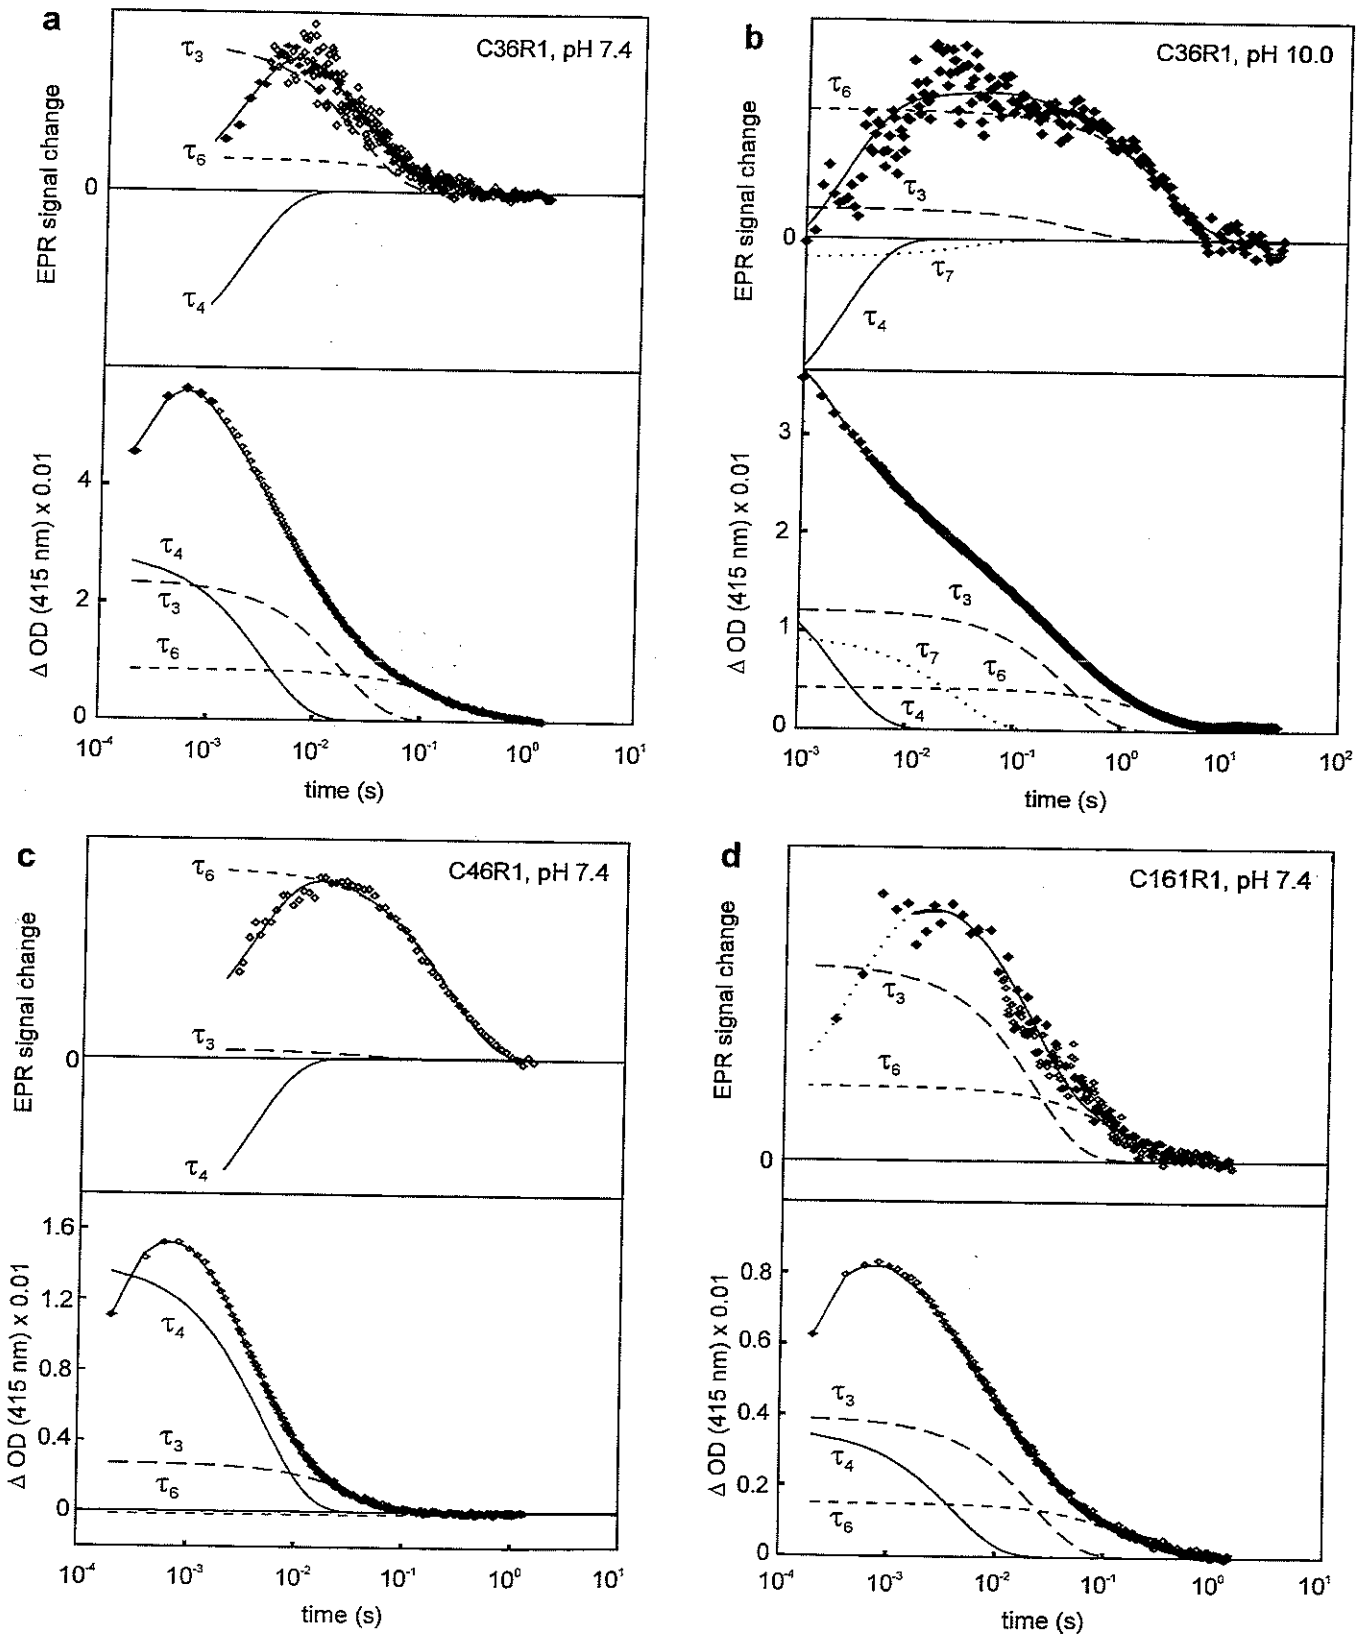 a
C36R1, pH 7.4
EPR signal change
τ3
τ6
0
τ4
Δ OD (415 nm) x 0.01
4
2
0
τ4
τ3
τ6
10-4 10-3 10-2 10-1 100 101
time (s)
b
C36R1, pH 10.0
EPR signal change
τ6
τ3
0
τ7
τ4
Δ OD (415 nm) x 0.01
3
2
1
0
τ3
τ7
τ6
τ4
10-3 10-2 10-1 100 101 102
time (s)
c
C46R1, pH 7.4
EPR signal change
τ6
τ3
0
τ4
Δ OD (415 nm) x 0.01
1.6
1.2
0.8
0.4
0
τ4
τ3
τ6
10-4 10-3 10-2 10-1 100 101
time (s)
d
C161R1, pH 7.4
EPR signal change
τ3
τ6
0
Δ OD (415 nm) x 0.01
0.8
0.6
0.4
0.2
0
τ3
τ4
τ6
10-4 10-3 10-2 10-1 100 101
time (s)